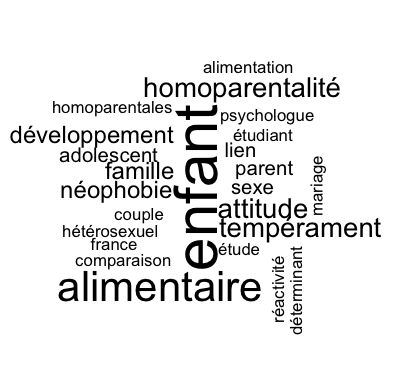 alimentation
homoparentalité
homoparentales
psychologue
développement
étudiant
adolescent
lien
famille
parent
néophobie
sexe
mariage
enfant
couple
attitude
hétérosexuel
tempérament
france
étude
comparaison
réactivité
déterminant
alimentaire